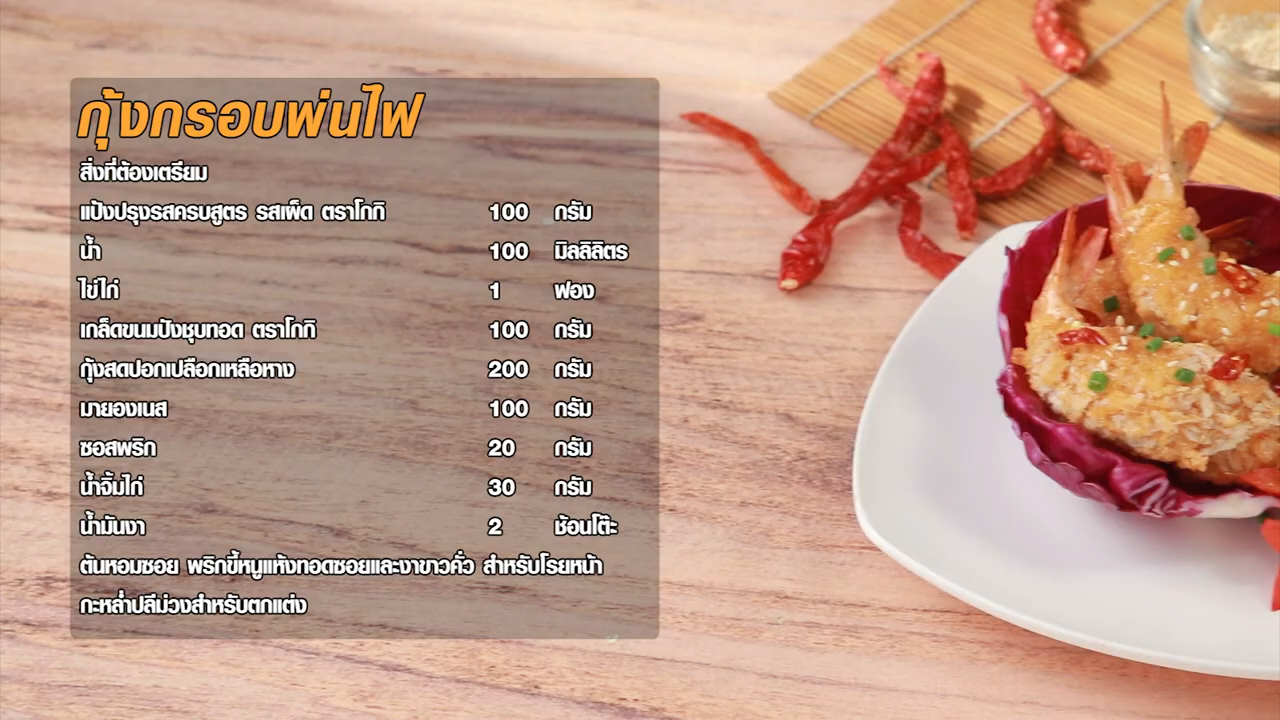 กุ้งกรอบพ่นไฟ
สิ่งที่ต้องเตรียม
แป้งปรุงรสครบสูตร รสเผ็ด ตราโกกิ 100 กรัม
น้ำ 100 มิลลิลิตร
ไข่ไก่ 1 ฟอง
เกล็ดขนมปังชุบทอด ตราโกกิ 100 กรัม
กุ้งสดปอกเปลือกเหลือหาง 200 กรัม
มายองเนส 100 กรัม
ซอสพริก 20 กรัม
น้ำจิ้มไก่ 30 กรัม
น้ำมันงา 2 ช้อนโต๊ะ
ต้นหอมซอย พริกขี้หนูแห้งทอดซอยและงาขาวคั่ว สำหรับโรยหน้า
กะหล่ำปลีม่วงสำหรับตกแต่ง